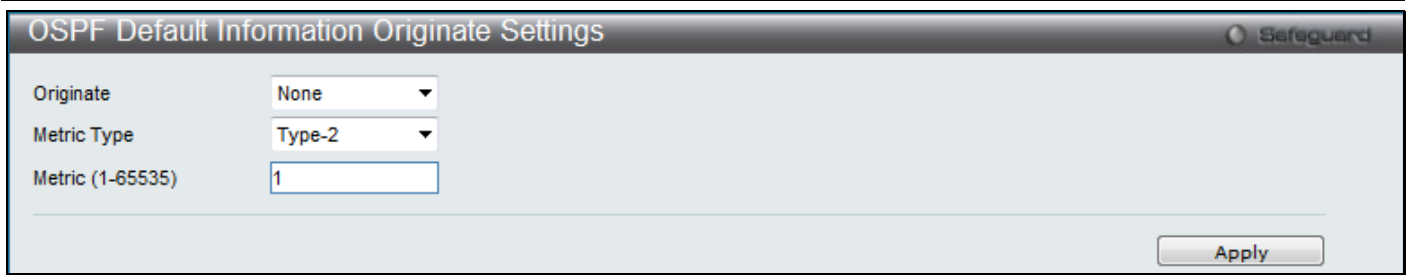 OSPF Default Information Originate Settings
Safeguard
Originate None
Metric Type Type-2
Metric (1-65535) 1
Apply